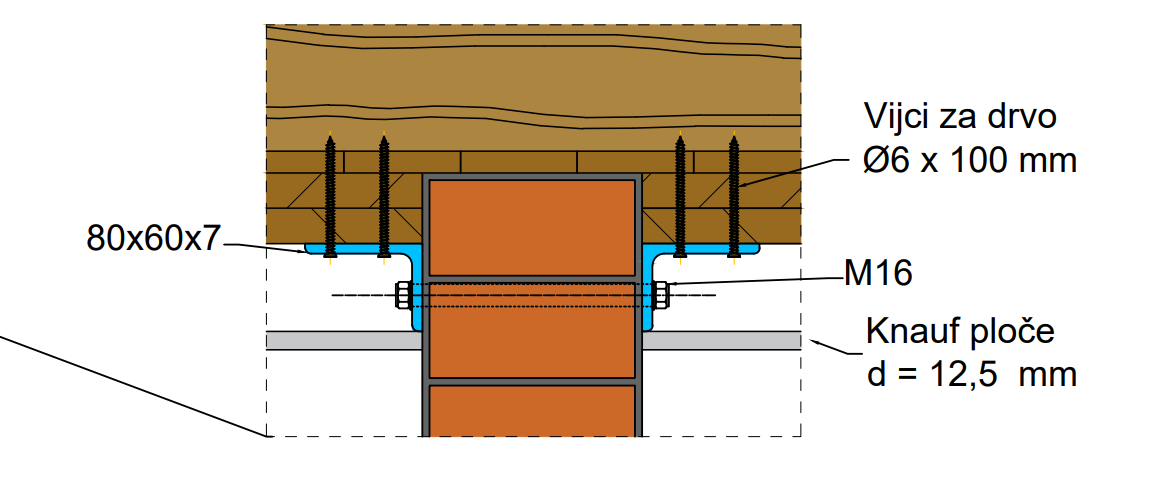 Vijci za drvo
Ø6 x 100 mm
80x60x7
M16
Knauf ploče
d = 12,5 mm